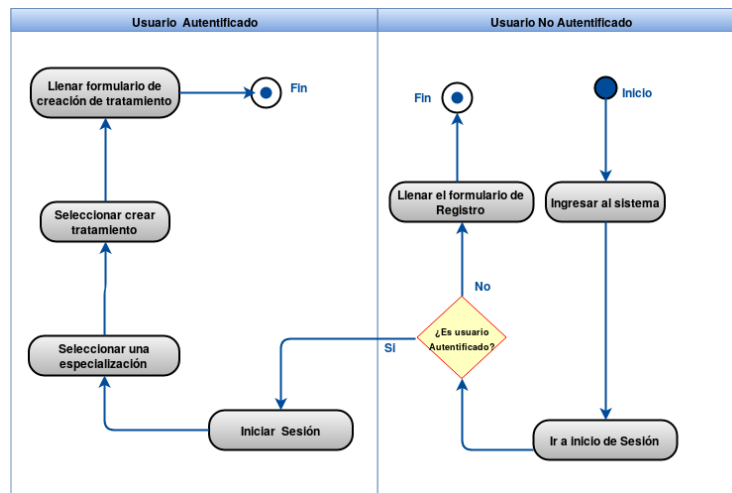 Usuario Autentificado
Usuario No Autentificado
Llenar formulario de
creación de tratamiento
Fin
Seleccionar crear
tratamiento
Seleccionar una
especialización
Iniciar Sesión
Fin
Inicio
Llenar el formulario de
Registro
Ingresar al sistema
No
¿Es usuario
Autentificado?
Si
Ir a inicio de Sesión